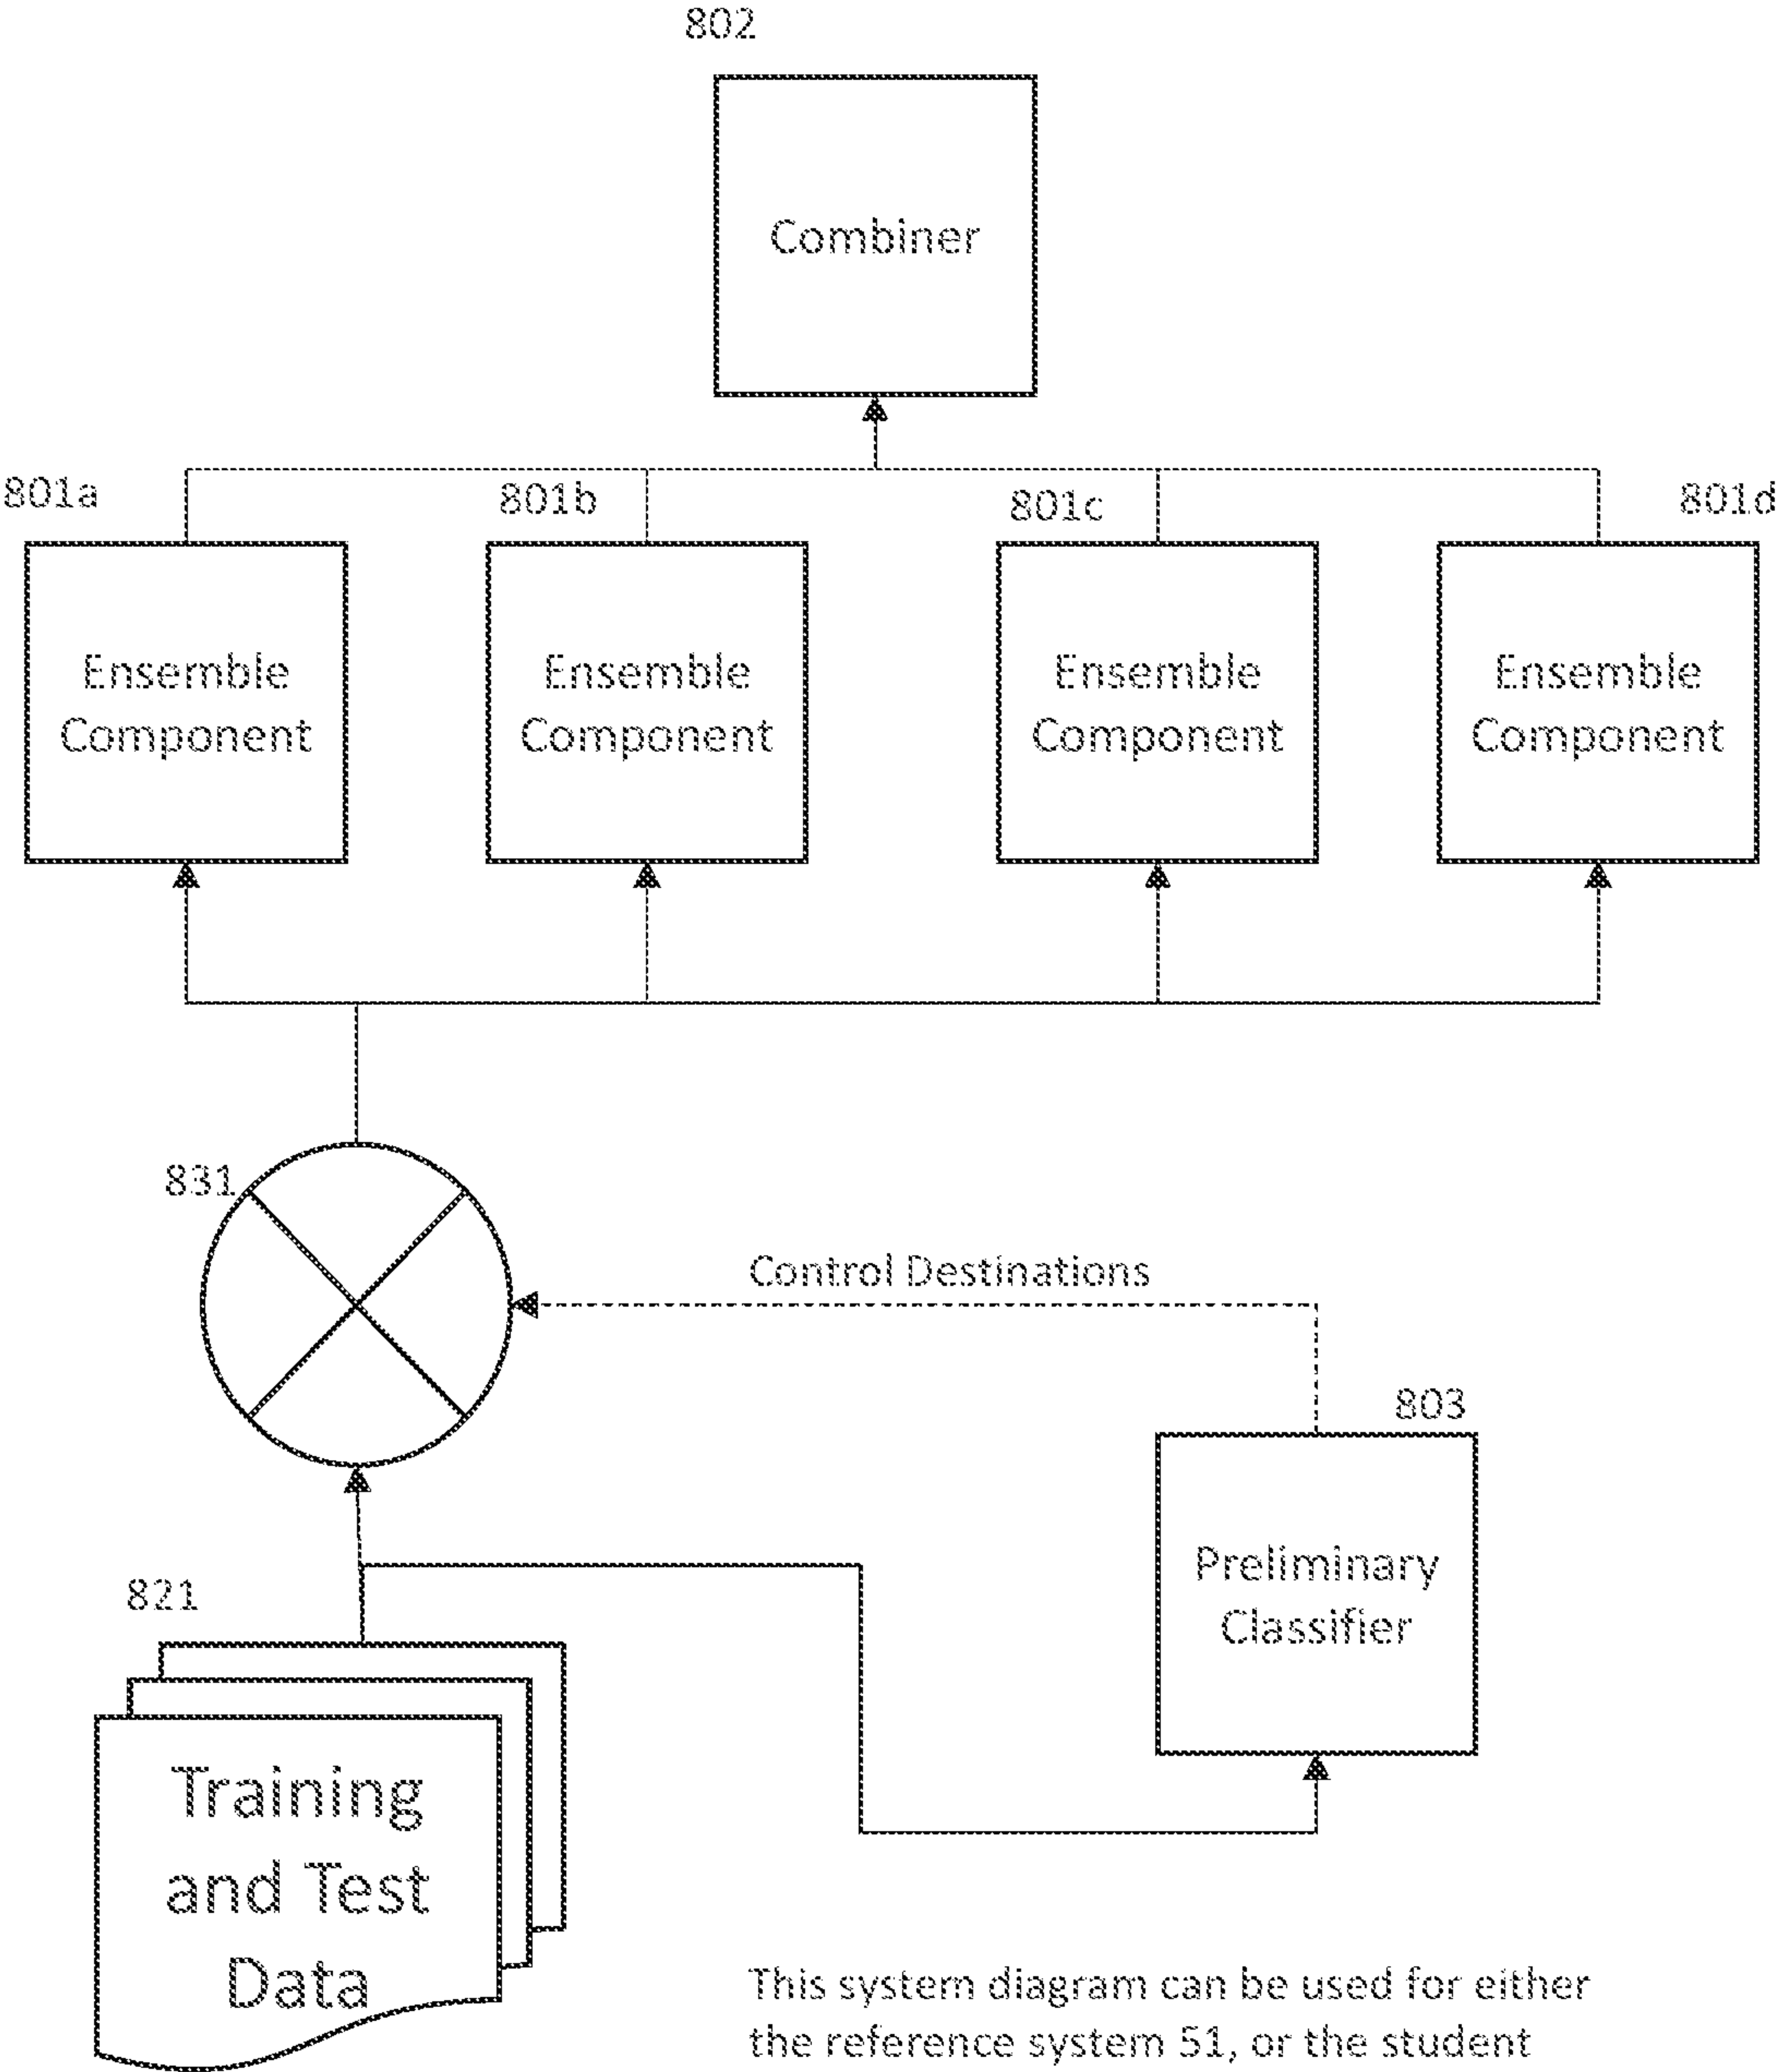 802
Combiner
801a
801b
801c
801d
Ensemble
Component
Ensemble
Component
Ensemble
Component
Ensemble
Component
831
Control Destinations
803
Preliminary
Classifier
821
Training
and Test
Data
This system diagram can be used for either
the reference system 51, or the student